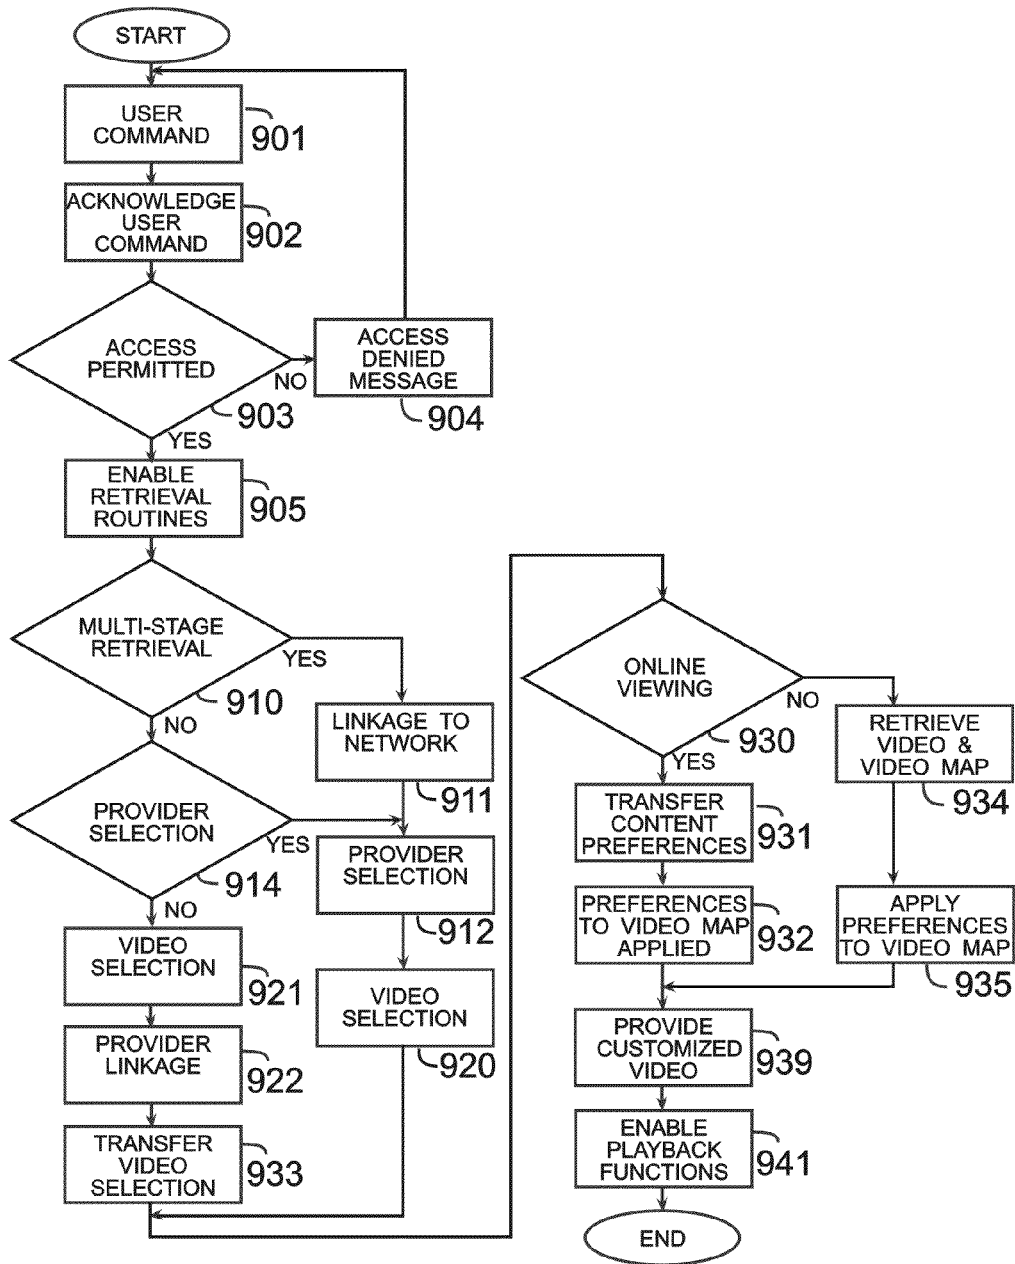 START
USER
COMMAND
901
ACKNOWLEDGE
USER
COMMAND
902
ACCESS
PERMITTED
903
NO
YES
ACCESS
DENIED
MESSAGE
904
ENABLE
RETRIEVAL
ROUTINES
905
MULTI-STAGE
RETRIEVAL
910
YES
NO
LINKAGE TO
NETWORK
911
PROVIDER
SELECTION
914
YES
NO
PROVIDER
SELECTION
912
VIDEO
SELECTION
921
VIDEO
SELECTION
920
PROVIDER
LINKAGE
922
TRANSFER
VIDEO
SELECTION
933
ONLINE
VIEWING
930
NO
YES
RETRIEVE
VIDEO &
VIDEO MAP
934
TRANSFER
CONTENT
PREFERENCES
931
PREFERENCES
TO VIDEO MAP
APPLIED
932
APPLY
PREFERENCES
TO VIDEO MAP
935
PROVIDE
CUSTOMIZED
VIDEO
939
ENABLE
PLAYBACK
FUNCTIONS
941
END